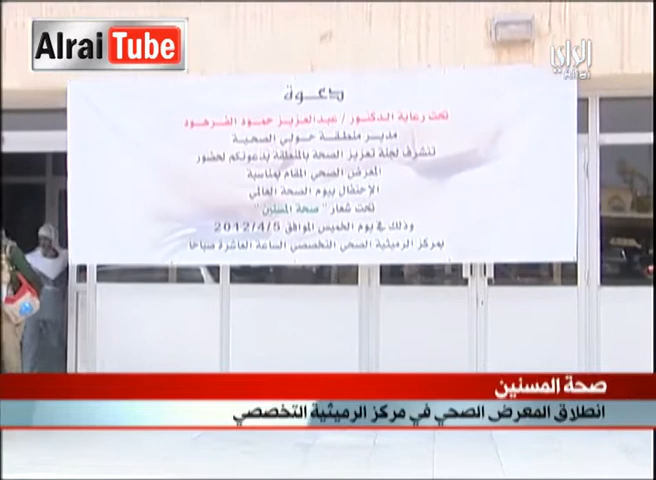 Alrai Tube
الراي
دعوة
تحت رعاية الدكتور / عبدالعزيز حمود الفرهود
مدير منطقة حولي الصحية
تتشرف لجنة تعزيز الصحة بالمنطقة بدعوتكم لحضور
المعرض الصحي المقام بمناسبة
الإحتفال بيوم الصحة العالمي
تحت شعار " صحة المسنين "
وذلك في يوم الخميس الموافق 2012/4/5
بمركز الرميثية الصحي التخصصي الساعة العاشرة صباحا
صحة المسنين
انطلاق المعرض الصحي في مركز الرميثية التخصصي